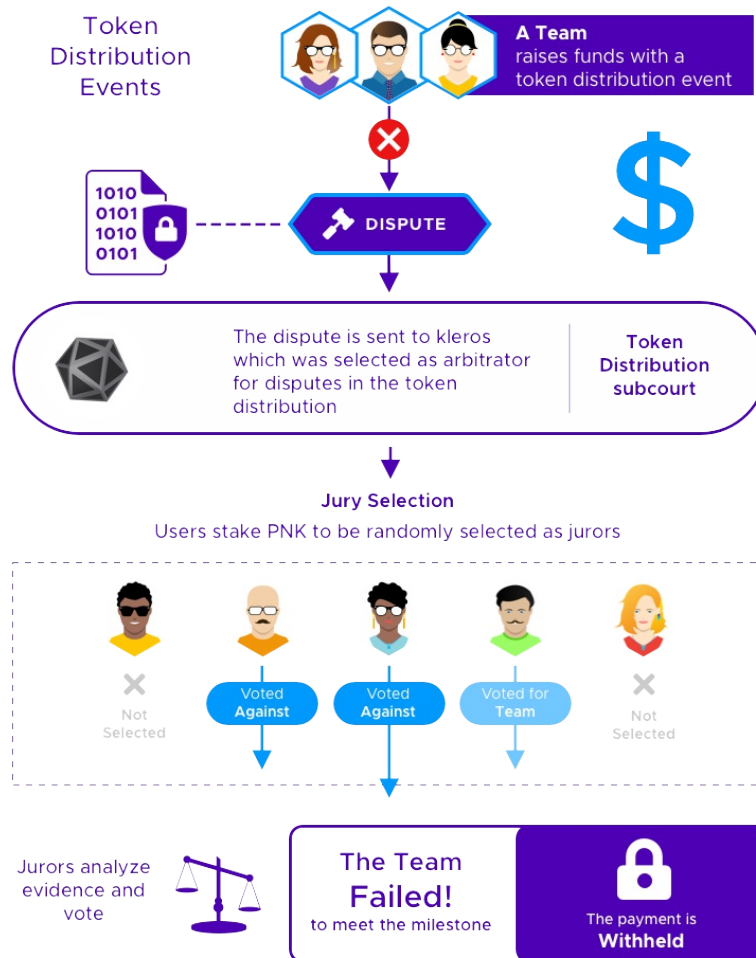 Token
Distribution
Events
A Team
raises funds with a
token distribution event
1010
0101
1010
0101
DISPUTE
The dispute is sent to kleros
which was selected as arbitrator
for disputes in the token
distribution
Token
Distribution
subcourt
Jury Selection
Users stake PNK to be randomly selected as jurors
Not
Selected
Voted
Against
Voted
Against
Voted for
Team
Not
Selected
Jurors analyze
evidence and
vote
The Team
Failed!
to meet the milestone
The payment is
Withheld